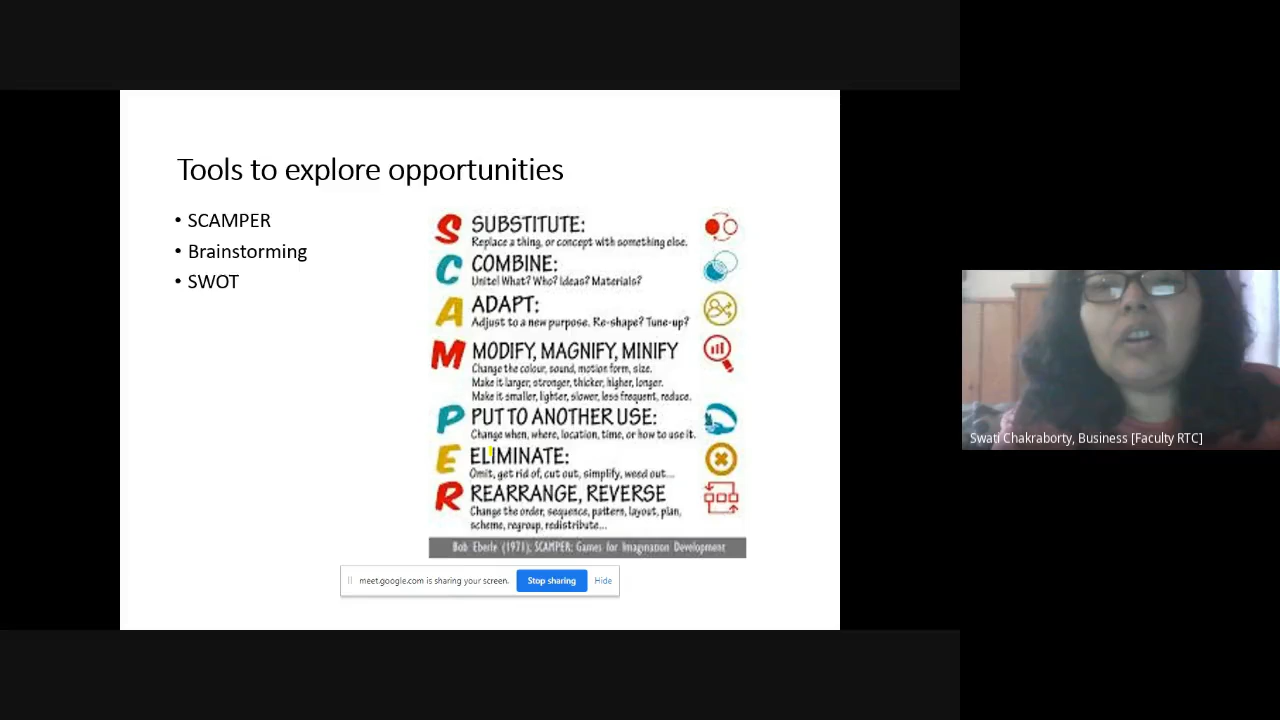 Tools to explore opportunities
• SCAMPER
• Brainstorming
• SWOT
S SUBSTITUTE:
Replace a thing, or concept with something else.
C COMBINE:
Unite! What? Who? Ideas? Materials?
A ADAPT:
Adjust to a new purpose. Re-shape? Tune-up?
M MODIFY, MAGNIFY, MINIFY
Change the colour, sound, motion form, size.
Make it larger, stronger, thicker, higher, longer.
Make it smaller, lighter, slower, less frequent, reduce.
P PUT TO ANOTHER USE:
Change when, where, location, time, or how to use it.
E ELIMINATE:
Omit, get rid of, cut out, simplify, weed out...
R REARRANGE, REVERSE
Change the order, sequence, pattern, layout, plan,
scheme, regroup, redistribute...
Bob Eberle (1971); SCAMPER: Games for Imagination Development
meet.google.com is sharing your screen. Stop sharing Hide
Swati Chakraborty, Business [Faculty RTC]